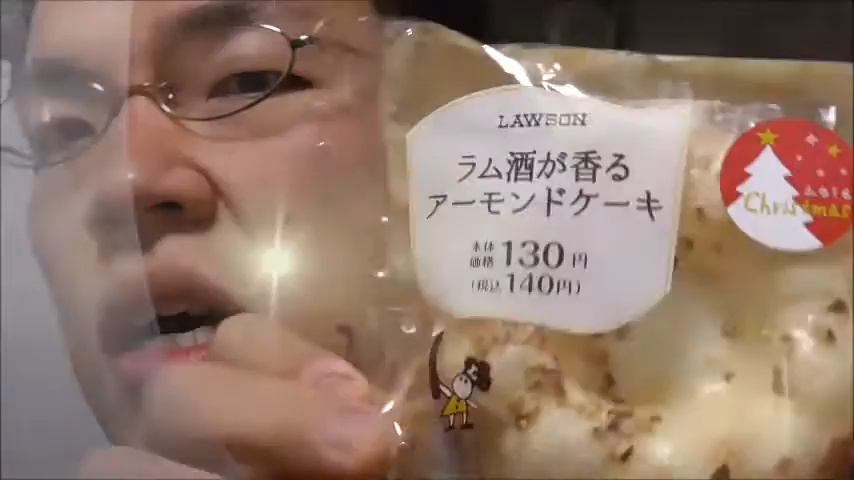 LAWSON
ラム酒が香る
アーモンドケーキ
本体
価格 130円
(税込 140円)
Christmas